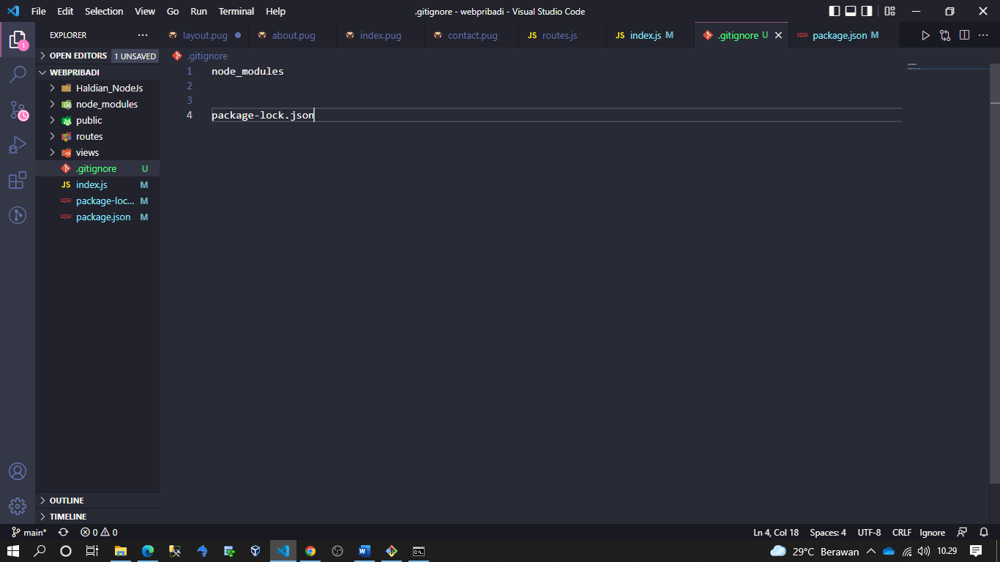 File Edit Selection View Go Run Terminal Help
.gitignore - webpribadi - Visual Studio Code
EXPLORER
layout.pug
about.pug
index.pug
contact.pug
JS routes.js
JS index.js M
.gitignore U
package.json M
1
OPEN EDITORS 1 UNSAVED
.gitignore
WEBPRIBADI
Haldian_NodeJs
node_modules
public
routes
views
.gitignore U
JS index.js M
package-loc... M
package.json M
1 node_modules
2
3
4 package-lock.json
OUTLINE
TIMELINE
main* 0 0
Ln 4, Col 18 Spaces: 4 UTF-8 CRLF Ignore
29°C Berawan 10.29